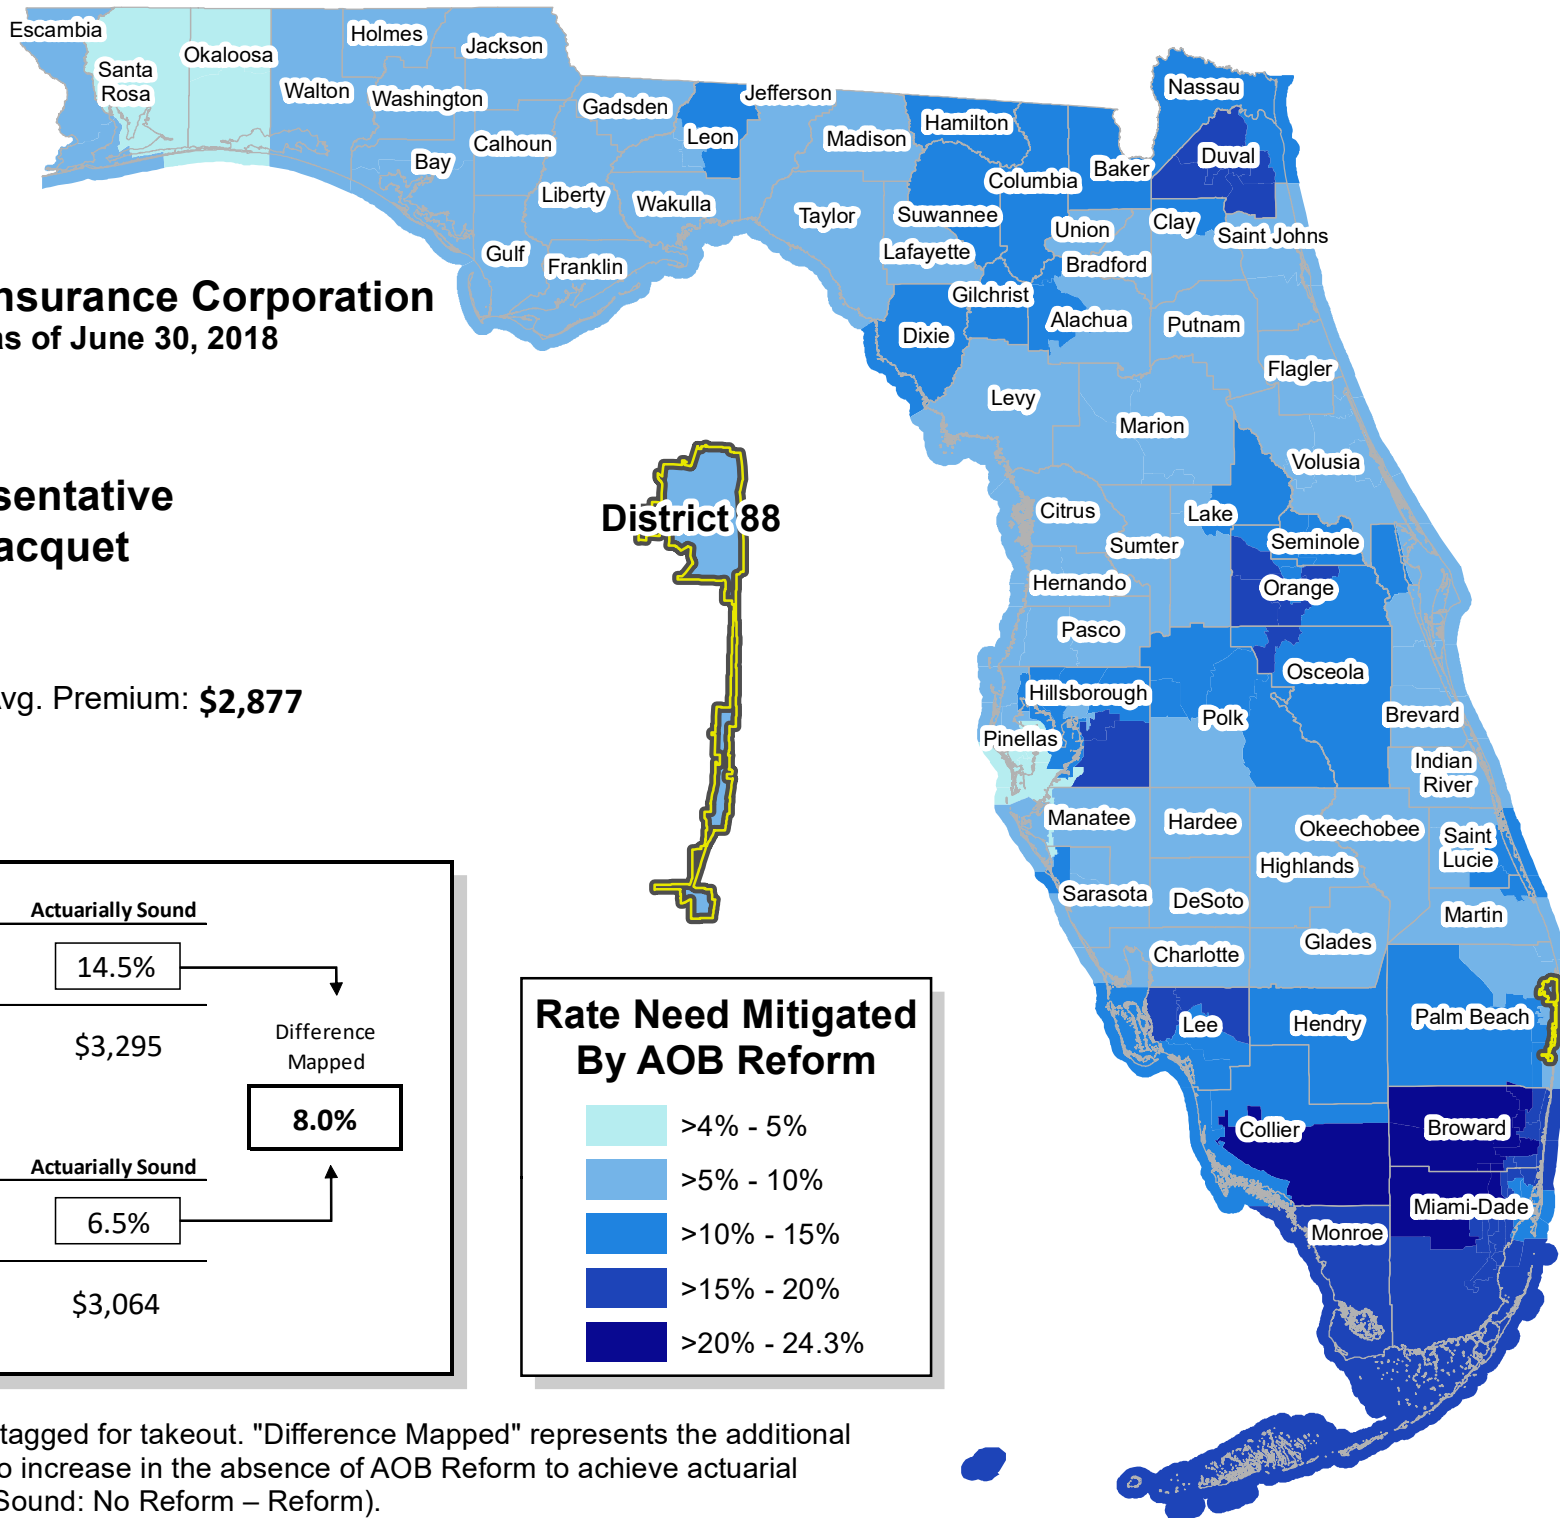 Escambia
Santa
Rosa
Okaloosa
Walton
Holmes
Jackson
Washington
Bay
Calhoun
Gulf
Liberty
Franklin
Gadsden
Leon
Wakulla
Jefferson
Madison
Taylor
Hamilton
Suwannee
Lafayette
Columbia
Baker
Nassau
Duval
Union
Clay
Saint Johns
Bradford
Gilchrist
Dixie
Alachua
Putnam
Flagler
Levy
Marion
Volusia
Citrus
Lake
Sumter
Seminole
Hernando
Orange
Pasco
Osceola
Hillsborough
Polk
Brevard
Pinellas
Indian
River
Manatee
Hardee
Okeechobee
Saint
Lucie
Highlands
Sarasota
DeSoto
Martin
Charlotte
Glades
Lee
Hendry
Palm Beach
Collier
Broward
Miami-Dade
Monroe
nsurance Corporation
as of June 30, 2018
sentative
acquet
District 88
vg. Premium: $2,877
Actuarially Sound
14.5%
$3,295
Difference
Mapped
8.0%
Actuarially Sound
6.5%
$3,064
Rate Need Mitigated
By AOB Reform
>4% - 5%
>5% - 10%
>10% - 15%
>15% - 20%
>20% - 24.3%
tagged for takeout. "Difference Mapped" represents the additional
o increase in the absence of AOB Reform to achieve actuarial
Sound: No Reform – Reform).